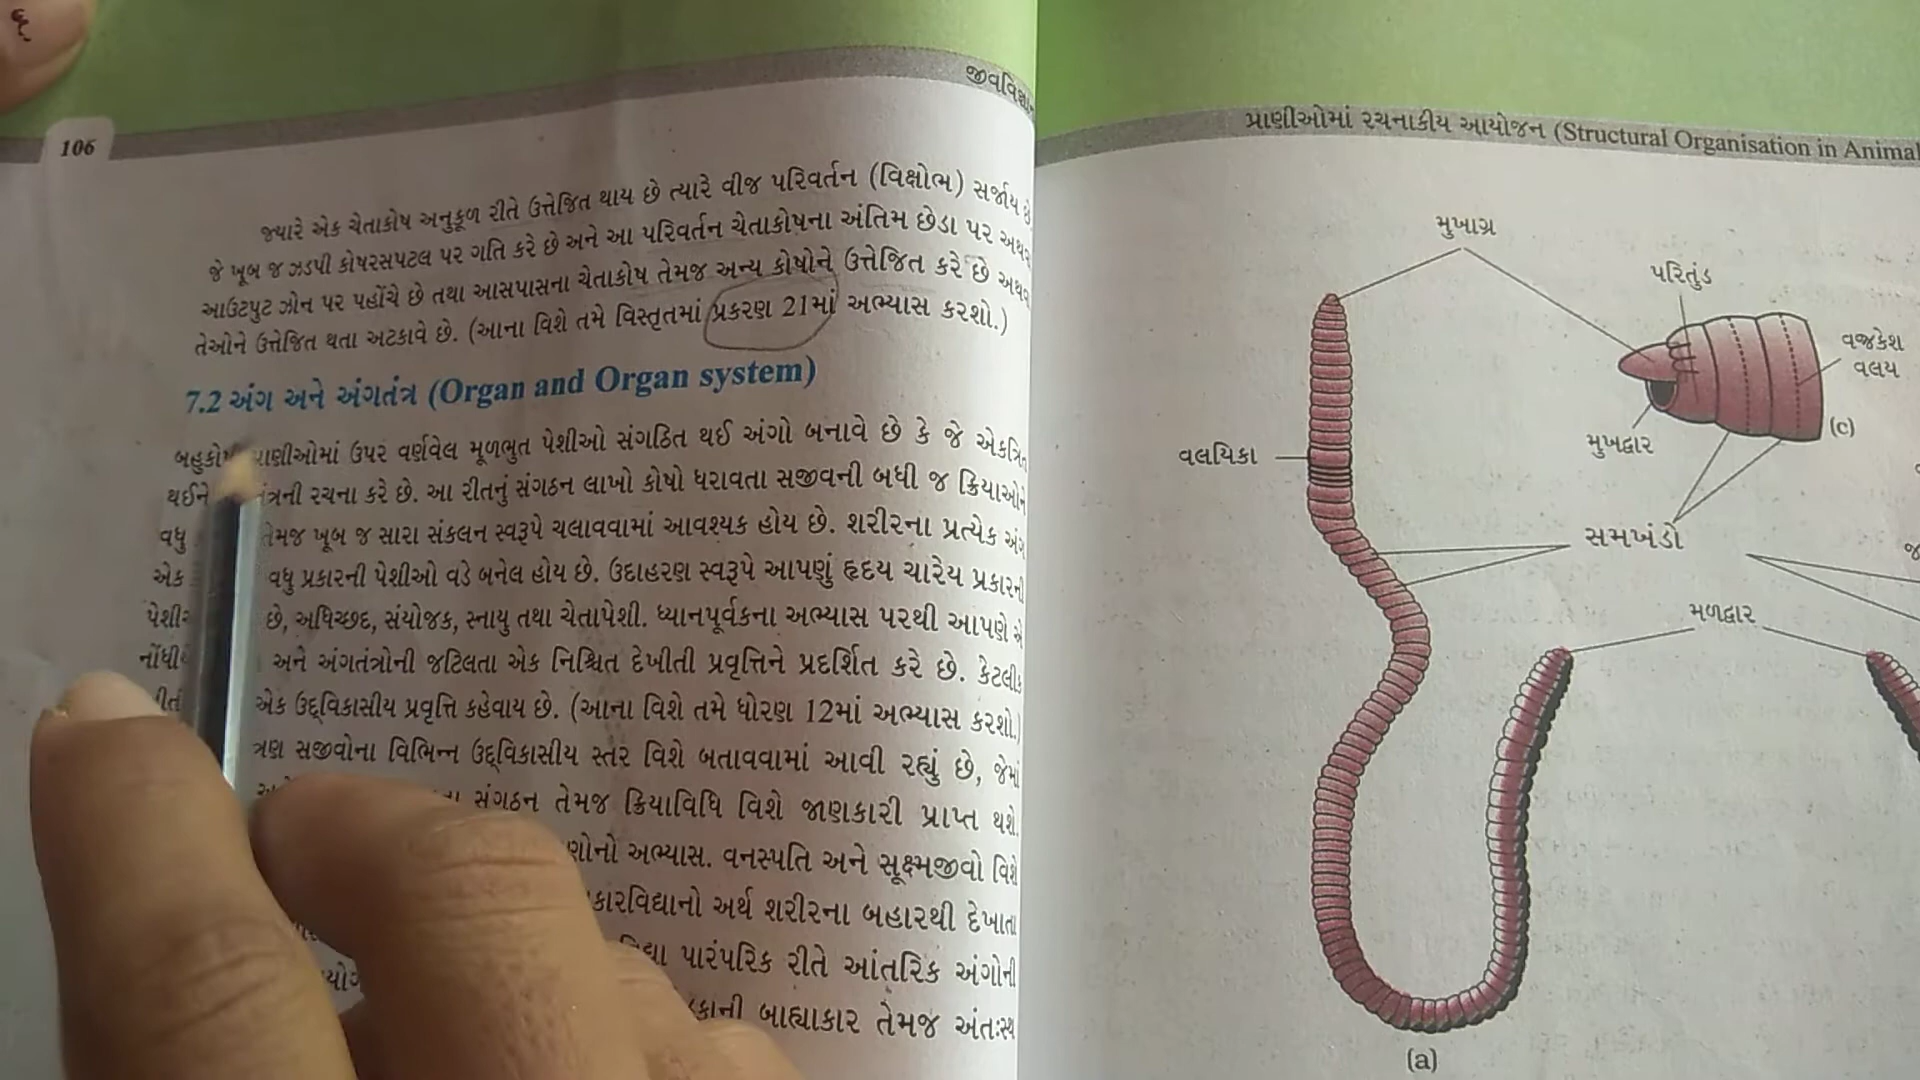 106
જ્યારે એક ચેતાકોષ અનુકૂળ રીતે ઉત્તેજિત થાય છે ત્યારે વીજ પરિવર્તન (વિક્ષોભ) સર્જાય છે
જે ખૂબ જ ઝડપી કોષરસપટલ પર ગતિ કરે છે અને આ પરિવર્તન ચેતાકોષના અંતિમ છેડા પર
આઉટપુટ ઝોન પર પહોંચે છે તથા આસપાસના ચેતાકોષ તેમજ અન્ય કોષોને ઉત્તેજિત કરે છે
તેઓને ઉત્તેજિત થતા અટકાવે છે. (આના વિશે તમે વિસ્તૃતમાં પ્રકરણ 21માં અભ્યાસ કરશો.)
7.2 અંગ અને અંગતંત્ર (Organ and Organ system)
પ્રાણીઓમાં ઉપર વર્ણવેલ મૂળભુત પેશીઓ સંગઠિત થઈ અંગો બનાવે છે કે જે એકત્રિત
થઈને રચના કરે છે. આ રીતનું સંગઠન લાખો કોષો ધરાવતા સજીવની બધી જ ક્રિયાઓને
વધુ તેમજ ખૂબ જ સારા સંકલન સ્વરૂપે ચલાવવામાં આવશ્યક હોય છે. શરીરના પ્રત્યેક અંગ
એક વધુ પ્રકારની પેશીઓ વડે બનેલ હોય છે. ઉદાહરણ સ્વરૂપે આપણું હૃદય ચારેય પ્રકારની
છે, અધિચ્છદ, સંયોજક, સ્નાયુ તથા ચેતાપેશી. ધ્યાનપૂર્વકના અભ્યાસ પરથી આપણે એ
અને અંગતંત્રોની જટિલતા એક નિશ્ચિત દેખીતી પ્રવૃત્તિને પ્રદર્શિત કરે છે. કેટલીક
એક ઉદ્દવિકાસીય પ્રવૃત્તિ કહેવાય છે. (આના વિશે તમે ધોરણ 12માં અભ્યાસ કરશો.)
ત્રણ સજીવોના વિભિન્ન ઉદ્દવિકાસીય સ્તર વિશે બતાવવામાં આવી રહ્યું છે, જેમાં
સંગઠન તેમજ ક્રિયાવિધિ વિશે જાણકારી પ્રાપ્ત થશે.
અભ્યાસ. વનસ્પતિ અને સૂક્ષ્મજીવો વિશે
અર્થ શરીરના બહારથી દેખાતા
પારંપરિક રીતે આંતરિક અંગોની
બાહ્યાકાર તેમજ અંતઃસ્થ
પ્રાણીઓમાં રચનાકીય આયોજન (Structural Organisation in
મુખાગ્ર
પરિતુંડ
વજ્રકેશ
વલય
(c)
મુખદ્વાર
વલયિકા
સમખંડો
મળદ્વાર
(a)